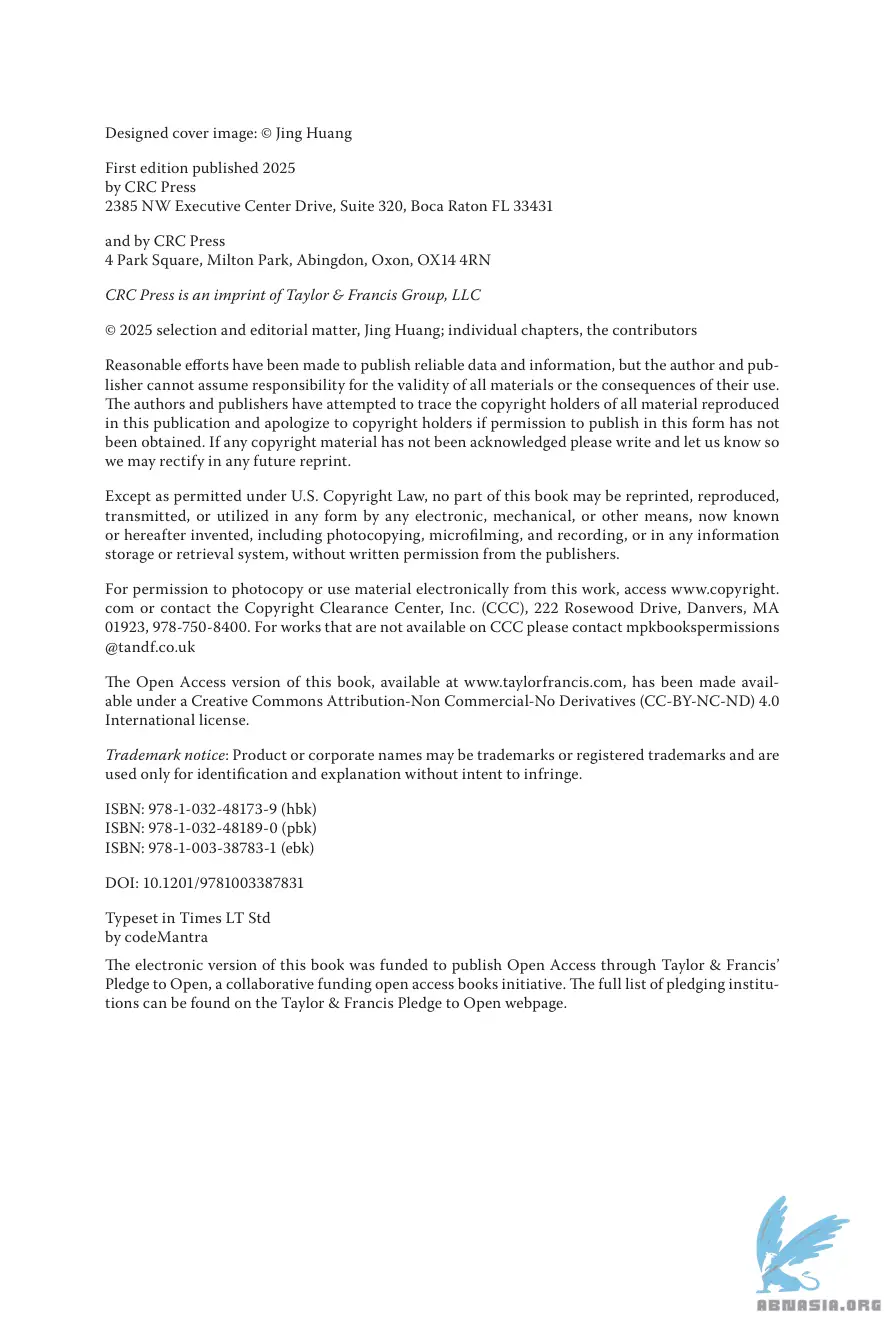 Designed cover image: © Jing Huang
First edition published 2025
by CRC Press
2385 NW Executive Center Drive, Suite 320, Boca Raton FL 33431
and by CRC Press
4 Park Square, Milton Park, Abingdon, Oxon, OX14 4RN
CRC Press is an imprint of Taylor & Francis Group, LLC
© 2025 selection and editorial matter, Jing Huang; individual chapters, the contributors
Reasonable efforts have been made to publish reliable data and information, but the author and pub-
lisher cannot assume responsibility for the validity of all materials or the consequences of their use.
The authors and publishers have attempted to trace the copyright holders of all material reproduced
in this publication and apologize to copyright holders if permission to publish in this form has not
been obtained. If any copyright material has not been acknowledged please write and let us know so
we may rectify in any future reprint.
Except as permitted under U.S. Copyright Law, no part of this book may be reprinted, reproduced,
transmitted, or utilized in any form by any electronic, mechanical, or other means, now known
or hereafter invented, including photocopying, microfilming, and recording, or in any information
storage or retrieval system, without written permission from the publishers.
For permission to photocopy or use material electronically from this work, access www.copyright.
com or contact the Copyright Clearance Center, Inc. (CCC), 222 Rosewood Drive, Danvers, MA
01923, 978-750-8400. For works that are not available on CCC please contact mpkbookspermissions
@tandf.co.uk
The Open Access version of this book, available at www.taylorfrancis.com, has been made avail-
able under a Creative Commons Attribution-Non Commercial-No Derivatives (CC-BY-NC-ND) 4.0
International license.
Trademark notice: Product or corporate names may be trademarks or registered trademarks and are
used only for identification and explanation without intent to infringe.
ISBN: 978-1-032-48173-9 (hbk)
ISBN: 978-1-032-48189-0 (pbk)
ISBN: 978-1-003-38783-1 (ebk)
DOI: 10.1201/9781003387831
Typeset in Times LT Std
by codeMantra
The electronic version of this book was funded to publish Open Access through Taylor & Francis’
Pledge to Open, a collaborative funding open access books initiative. The full list of pledging institu-
tions can be found on the Taylor & Francis Pledge to Open webpage.
ABNASIA.ORG